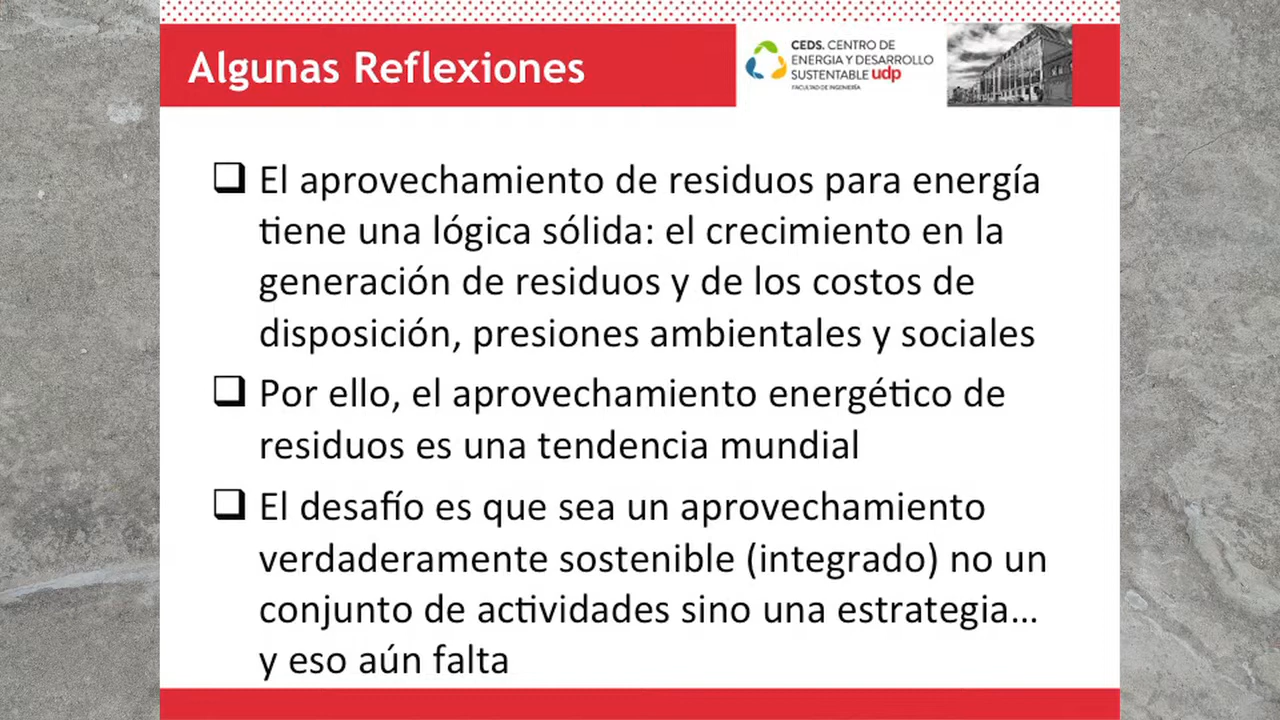 Algunas Reflexiones
CEDS. CENTRO DE
ENERGIA Y DESARROLLO
SUSTENTABLE udp
FACULTAD DE INGENIERÍA
El aprovechamiento de residuos para energía
tiene una lógica sólida: el crecimiento en la
generación de residuos y de los costos de
disposición, presiones ambientales y sociales
Por ello, el aprovechamiento energético de
residuos es una tendencia mundial
El desafío es que sea un aprovechamiento
verdaderamente sostenible (integrado) no un
conjunto de actividades sino una estrategia...
y eso aún falta